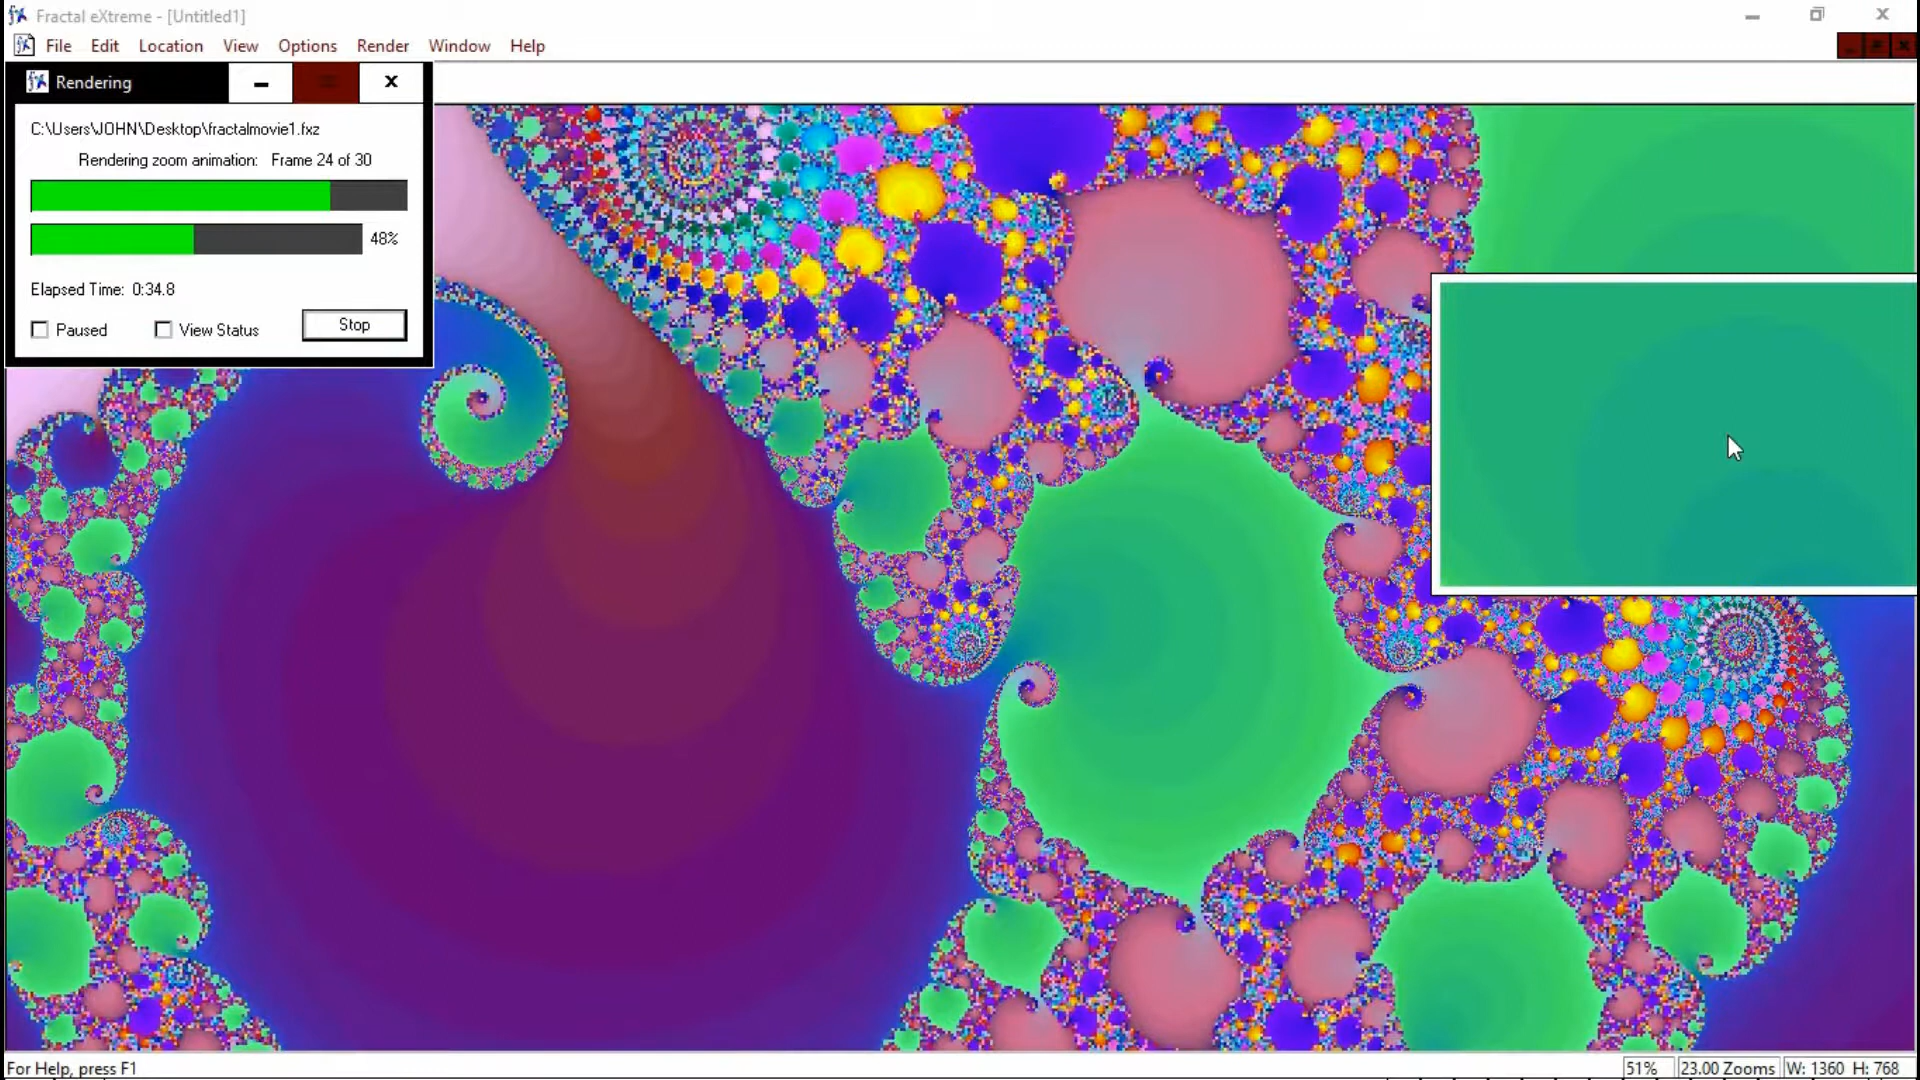 Fractal eXtreme - [Untitled1]
File Edit Location View Options Render Window Help
Rendering
C:\Users\JOHN\Desktop\fractalmovie1.fxz
Rendering zoom animation: Frame 24 of 30
48%
Elapsed Time: 0:34.8
Paused View Status Stop
For Help, press F1 51% 23.00 Zooms W: 1360 H: 768